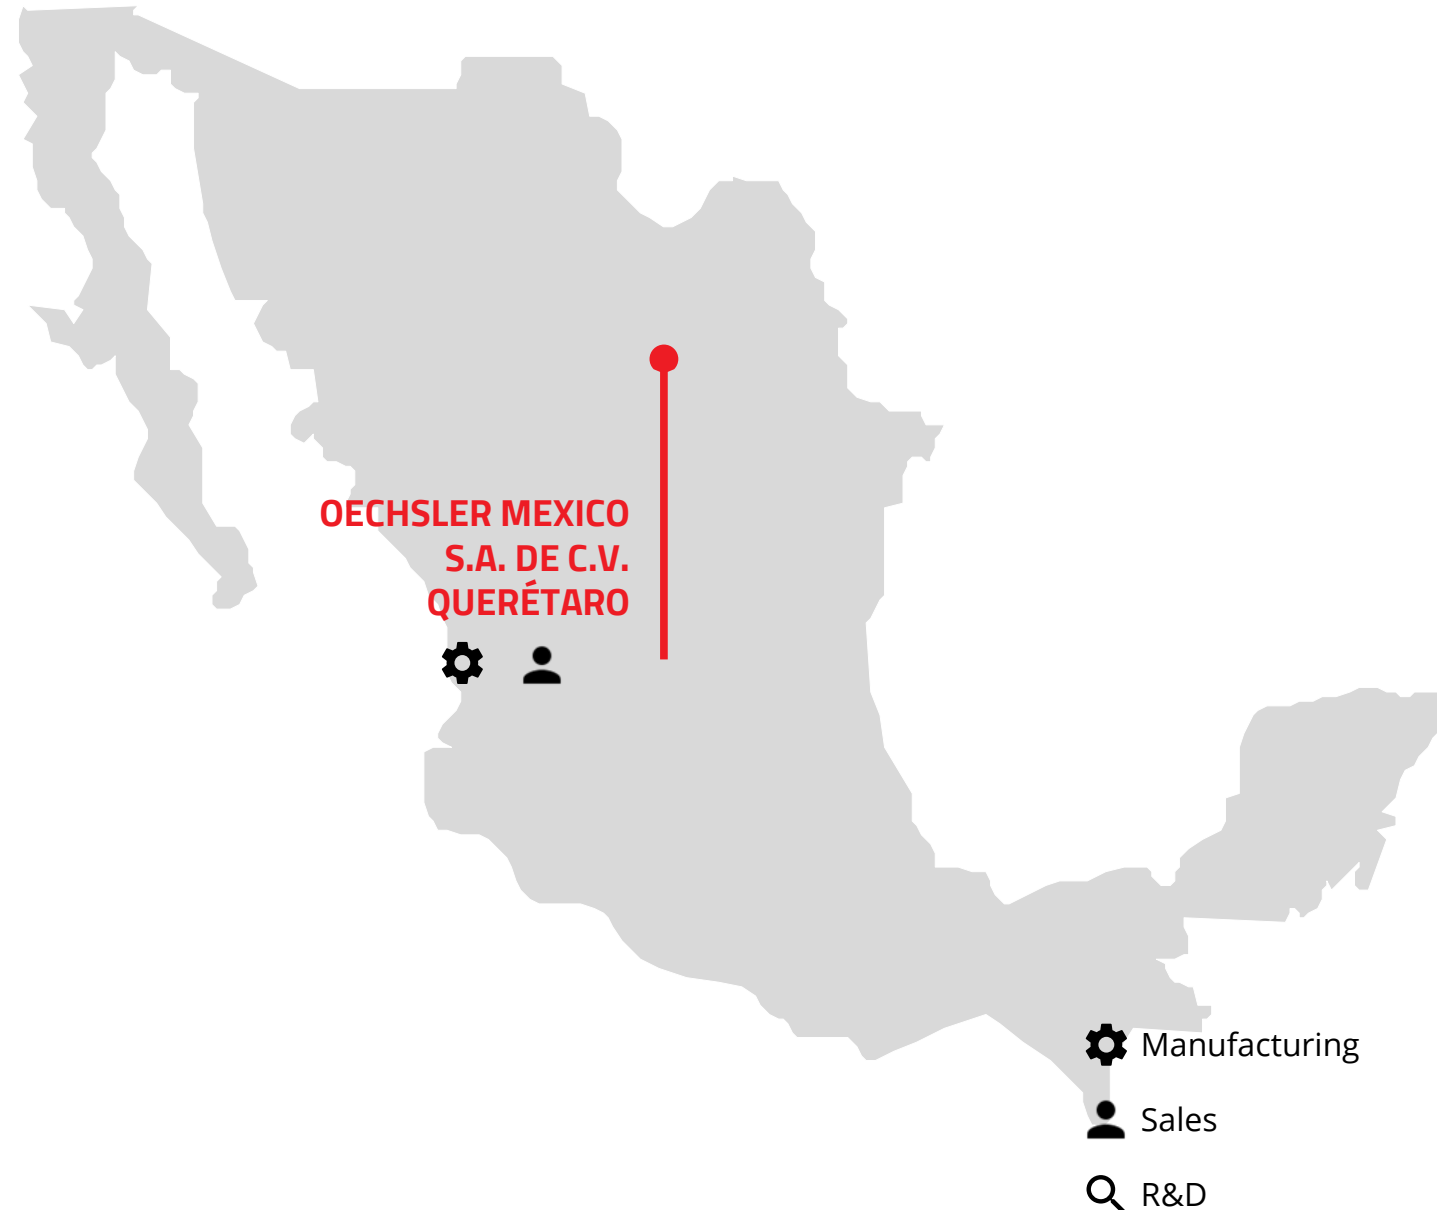 OECHSLER MEXICO
S.A. DE C.V.
QUERÉTARO
Manufacturing
Sales
R&D